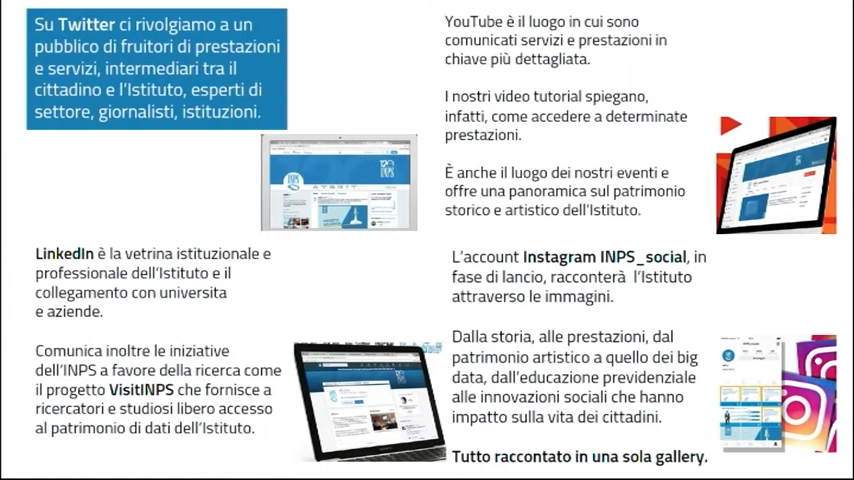 Su Twitter ci rivolgiamo a un
pubblico di fruitori di prestazioni
e servizi, intermediari tra il
cittadino e l'Istituto, esperti di
settore, giornalisti, istituzioni.
INPS
LinkedIn è la vetrina istituzionale e
professionale dell'Istituto e il
collegamento con universita
e aziende.
Comunica inoltre le iniziative
dell'INPS a favore della ricerca come
il progetto VisitINPS che fornisce a
ricercatori e studiosi libero accesso
al patrimonio di dati dell'Istituto.
YouTube è il luogo in cui sono
comunicati servizi e prestazioni in
chiave più dettagliata.
I nostri video tutorial spiegano,
infatti, come accedere a determinate
prestazioni.
È anche il luogo dei nostri eventi e
offre una panoramica sul patrimonio
storico e artistico dell'Istituto.
L'account Instagram INPS_social, in
fase di lancio, racconterà l'Istituto
attraverso le immagini.
Dalla storia, alle prestazioni, dal
patrimonio artistico a quello dei big
data, dall'educazione previdenziale
alle innovazioni sociali che hanno
impatto sulla vita dei cittadini.
Tutto raccontato in una sola gallery.